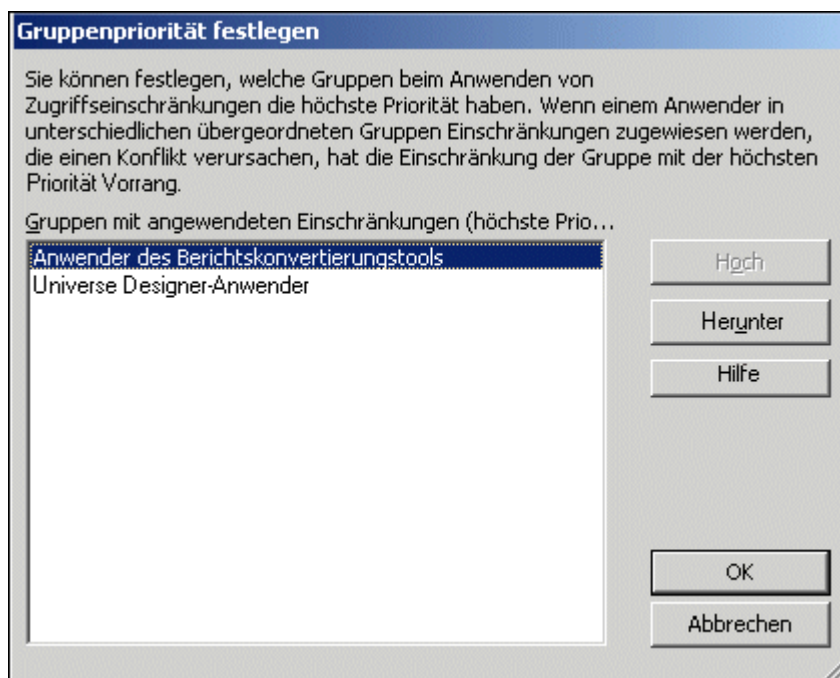 Gruppenpriorität festlegen
Sie können festlegen, welche Gruppen beim Anwenden von
Zugriffseinschränkungen die höchste Priorität haben. Wenn einem Anwender in
unterschiedlichen übergeordneten Gruppen Einschränkungen zugewiesen werden,
die einen Konflikt verursachen, hat die Einschränkung der Gruppe mit der höchsten
Priorität Vorrang.
Gruppen mit angewendeten Einschränkungen (höchste Prio...
Anwender des Berichtskonvertierungstools
Universe Designer-Anwender
Hoch
Herunter
Hilfe
OK
Abbrechen